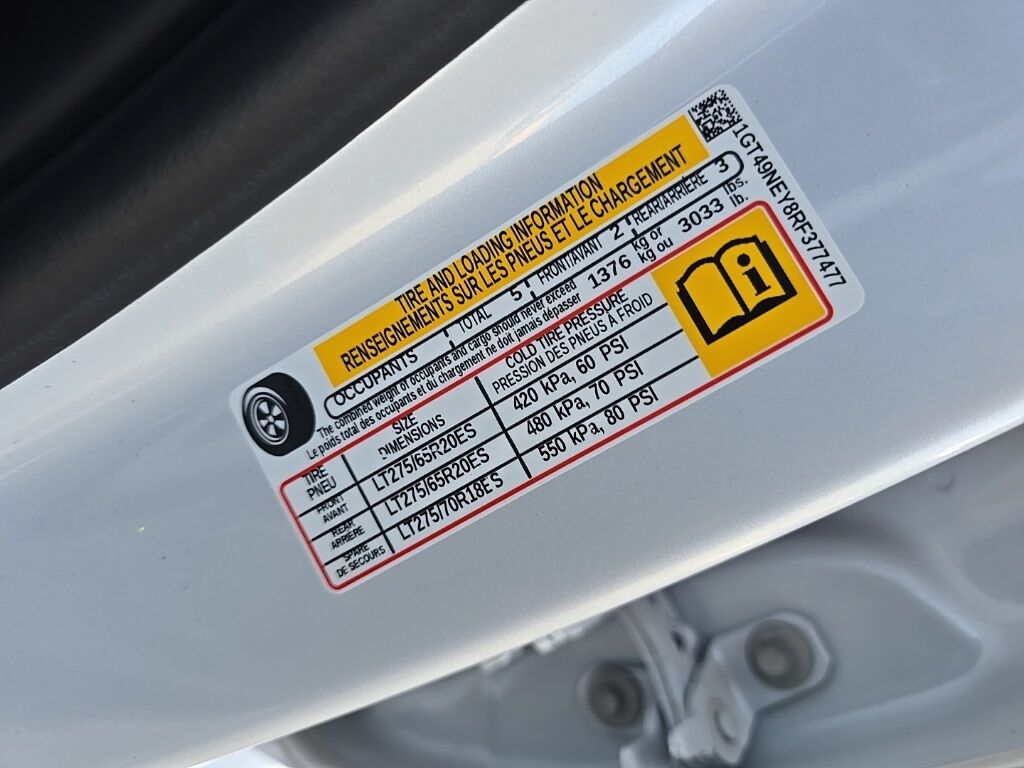 TIRE AND LOADING INFORMATION
RENSEIGNEMENTS SUR LES PNEUS ET LE CHARGEMENT
1GT49NEY8RF377477
OCCUPANTS TOTAL 5 FRONT/AVANT 2 REAR/ARRIÈRE 3
The combined weight of occupants and cargo should never exceed
Le poids total des occupants et du chargement ne doit jamais dépasser
1376 kg or kg ou 3033 lbs. lb.
TIRE PNEU SIZE DIMENSIONS COLD TIRE PRESSURE PRESSION DES PNEUS À FROID
FRONT AVANT LT275/65R20ES 420 kPa, 60 PSI
REAR ARRIÈRE LT275/65R20ES 480 kPa, 70 PSI
SPARE DE SECOURS LT275/70R18ES 550 kPa, 80 PSI